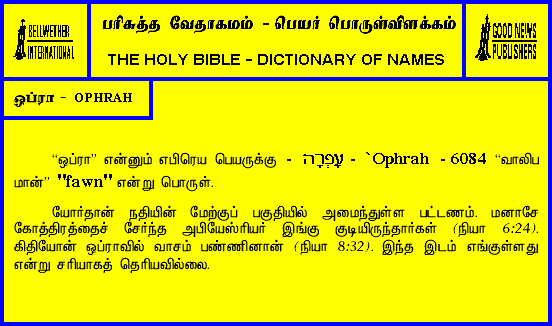 BELLWETHER
INTERNATIONAL
பரிசுத்த வேதாகமம் - பெயர் பொருள்விளக்கம்
THE HOLY BIBLE - DICTIONARY OF NAMES
GOOD NEWS
PUBLISHERS
ஒப்ரா - OPHRAH
“ஒப்ரா” என்னும் எபிரெய பெயருக்கு - עָפְרָה - `Ophrah - 6084 “வாலிப
மான்” "fawn" என்று பொருள்.
யோர்தான் நதியின் மேற்குப் பகுதியில் அமைந்துள்ள பட்டணம். மனாசே
கோத்திரத்தைச் சேர்ந்த அபியேஸ்ரியர் இங்கு குடியிருந்தார்கள் (நியா 6:24).
கிதியோன் ஒப்ராவில் வாசம் பண்ணினான் (நியா 8:32). இந்த இடம் எங்குள்ளது
என்று சரியாகத் தெரியவில்லை.